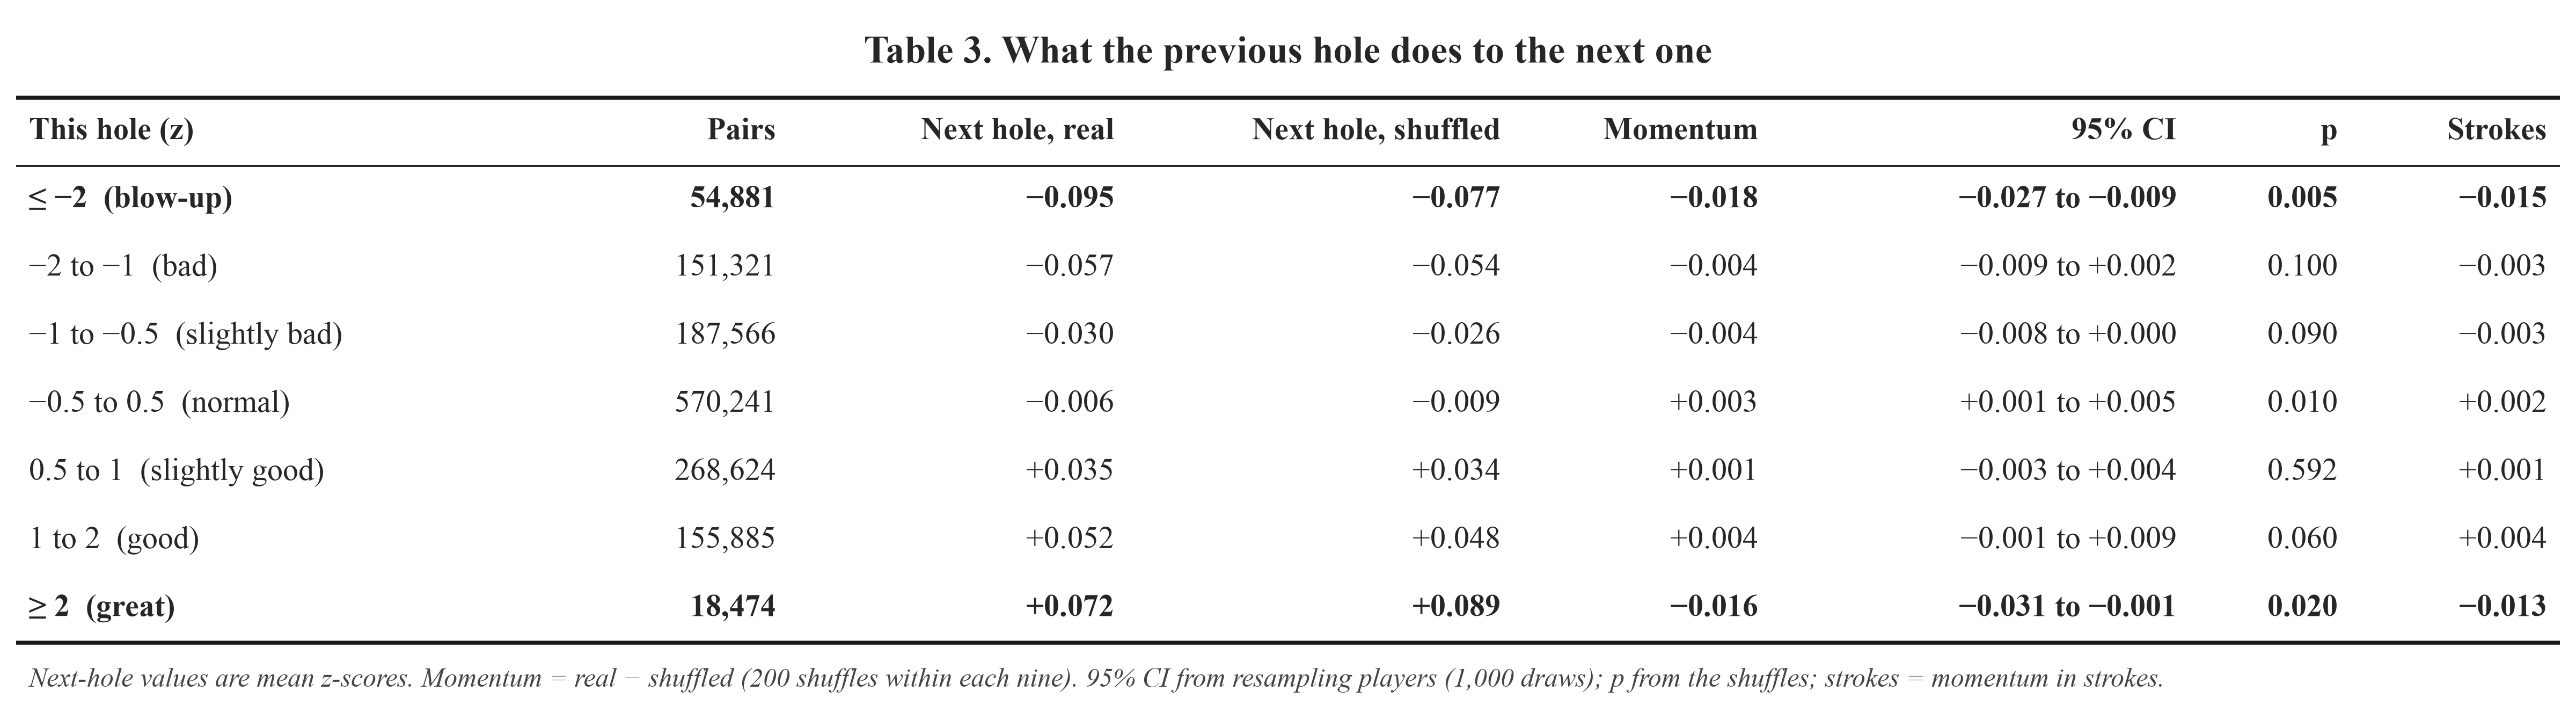 Table 3. What the previous hole does to the next one
This hole (z) Pairs Next hole, real Next hole, shuffled Momentum 95% CI p Strokes
≤ −2 (blow-up) 54,881 −0.095 −0.077 −0.018 −0.027 to −0.009 0.005 −0.015
−2 to −1 (bad) 151,321 −0.057 −0.054 −0.004 −0.009 to +0.002 0.100 −0.003
−1 to −0.5 (slightly bad) 187,566 −0.030 −0.026 −0.004 −0.008 to +0.000 0.090 −0.003
−0.5 to 0.5 (normal) 570,241 −0.006 −0.009 +0.003 +0.001 to +0.005 0.010 +0.002
0.5 to 1 (slightly good) 268,624 +0.035 +0.034 +0.001 −0.003 to +0.004 0.592 +0.001
1 to 2 (good) 155,885 +0.052 +0.048 +0.004 −0.001 to +0.009 0.060 +0.004
≥ 2 (great) 18,474 +0.072 +0.089 −0.016 −0.031 to −0.001 0.020 −0.013
Next-hole values are mean z-scores. Momentum = real − shuffled (200 shuffles within each nine). 95% CI from resampling players (1,000 draws); p from the shuffles; strokes = momentum in strokes.